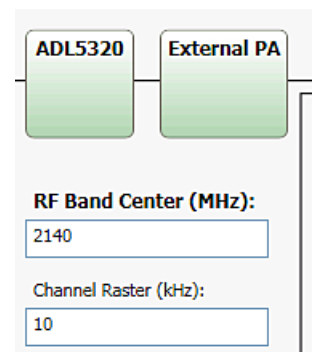 ADL5320
External PA
RF Band Center (MHz):
2140
Channel Raster (kHz):
10